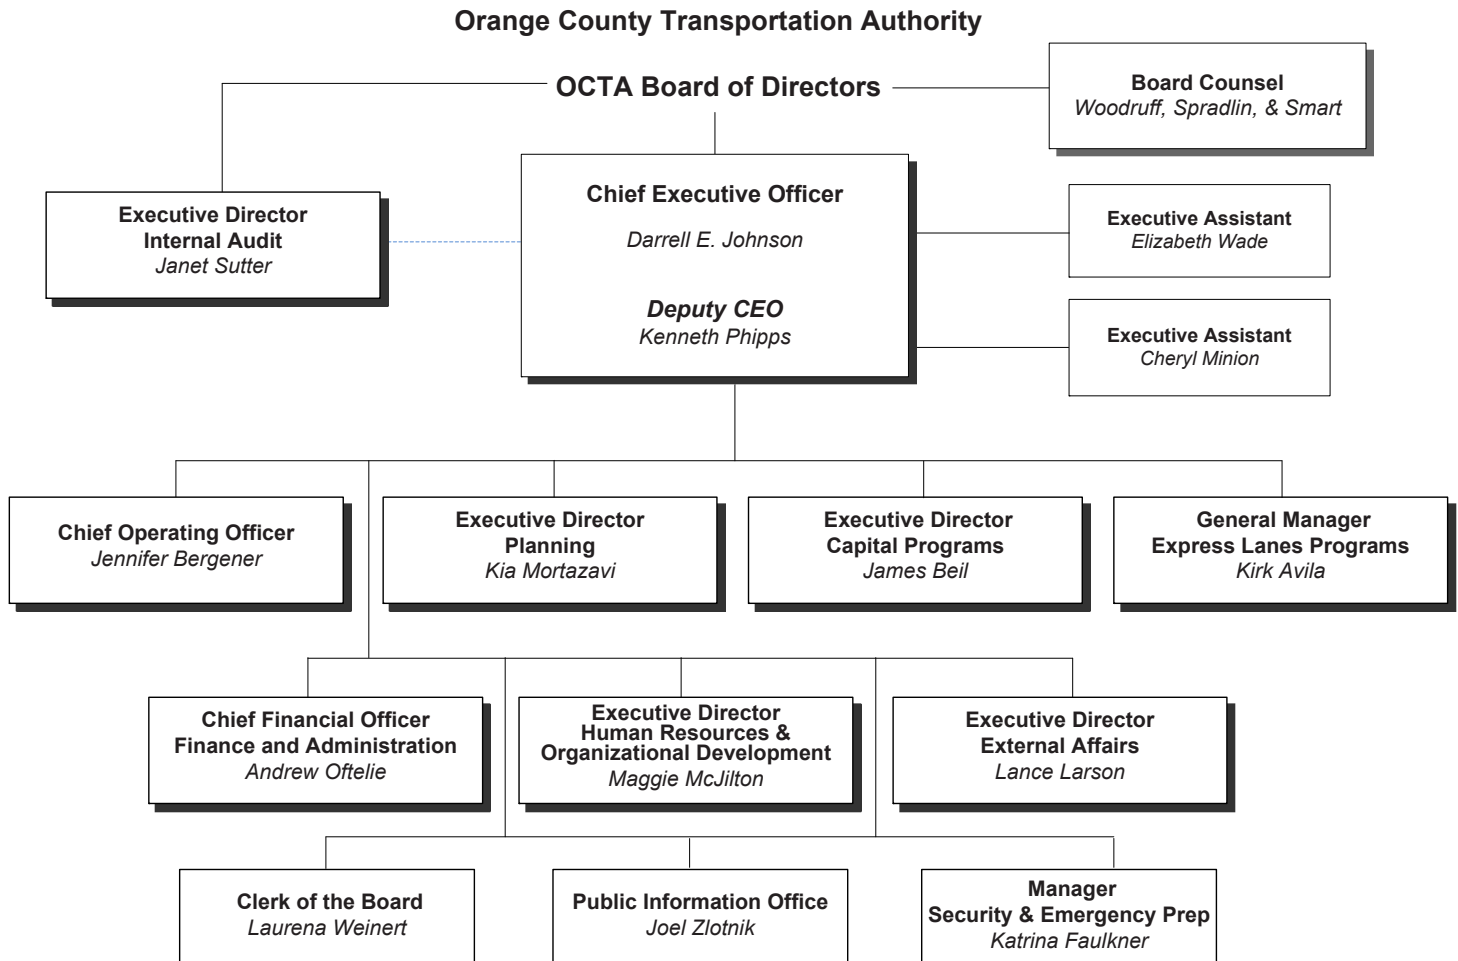 Orange County Transportation Authority
OCTA Board of Directors
Board Counsel
Woodruff, Spradlin, & Smart
Executive Director
Internal Audit
Janet Sutter
Chief Executive Officer
Darrell E. Johnson
Deputy CEO
Kenneth Phipps
Executive Assistant
Elizabeth Wade
Executive Assistant
Cheryl Minion
Chief Operating Officer
Jennifer Bergener
Executive Director
Planning
Kia Mortazavi
Executive Director
Capital Programs
James Beil
General Manager
Express Lanes Programs
Kirk Avila
Chief Financial Officer
Finance and Administration
Andrew Oftelie
Executive Director
Human Resources &
Organizational Development
Maggie McJilton
Executive Director
External Affairs
Lance Larson
Clerk of the Board
Laurena Weinert
Public Information Office
Joel Zlotnik
Manager
Security & Emergency Prep
Katrina Faulkner